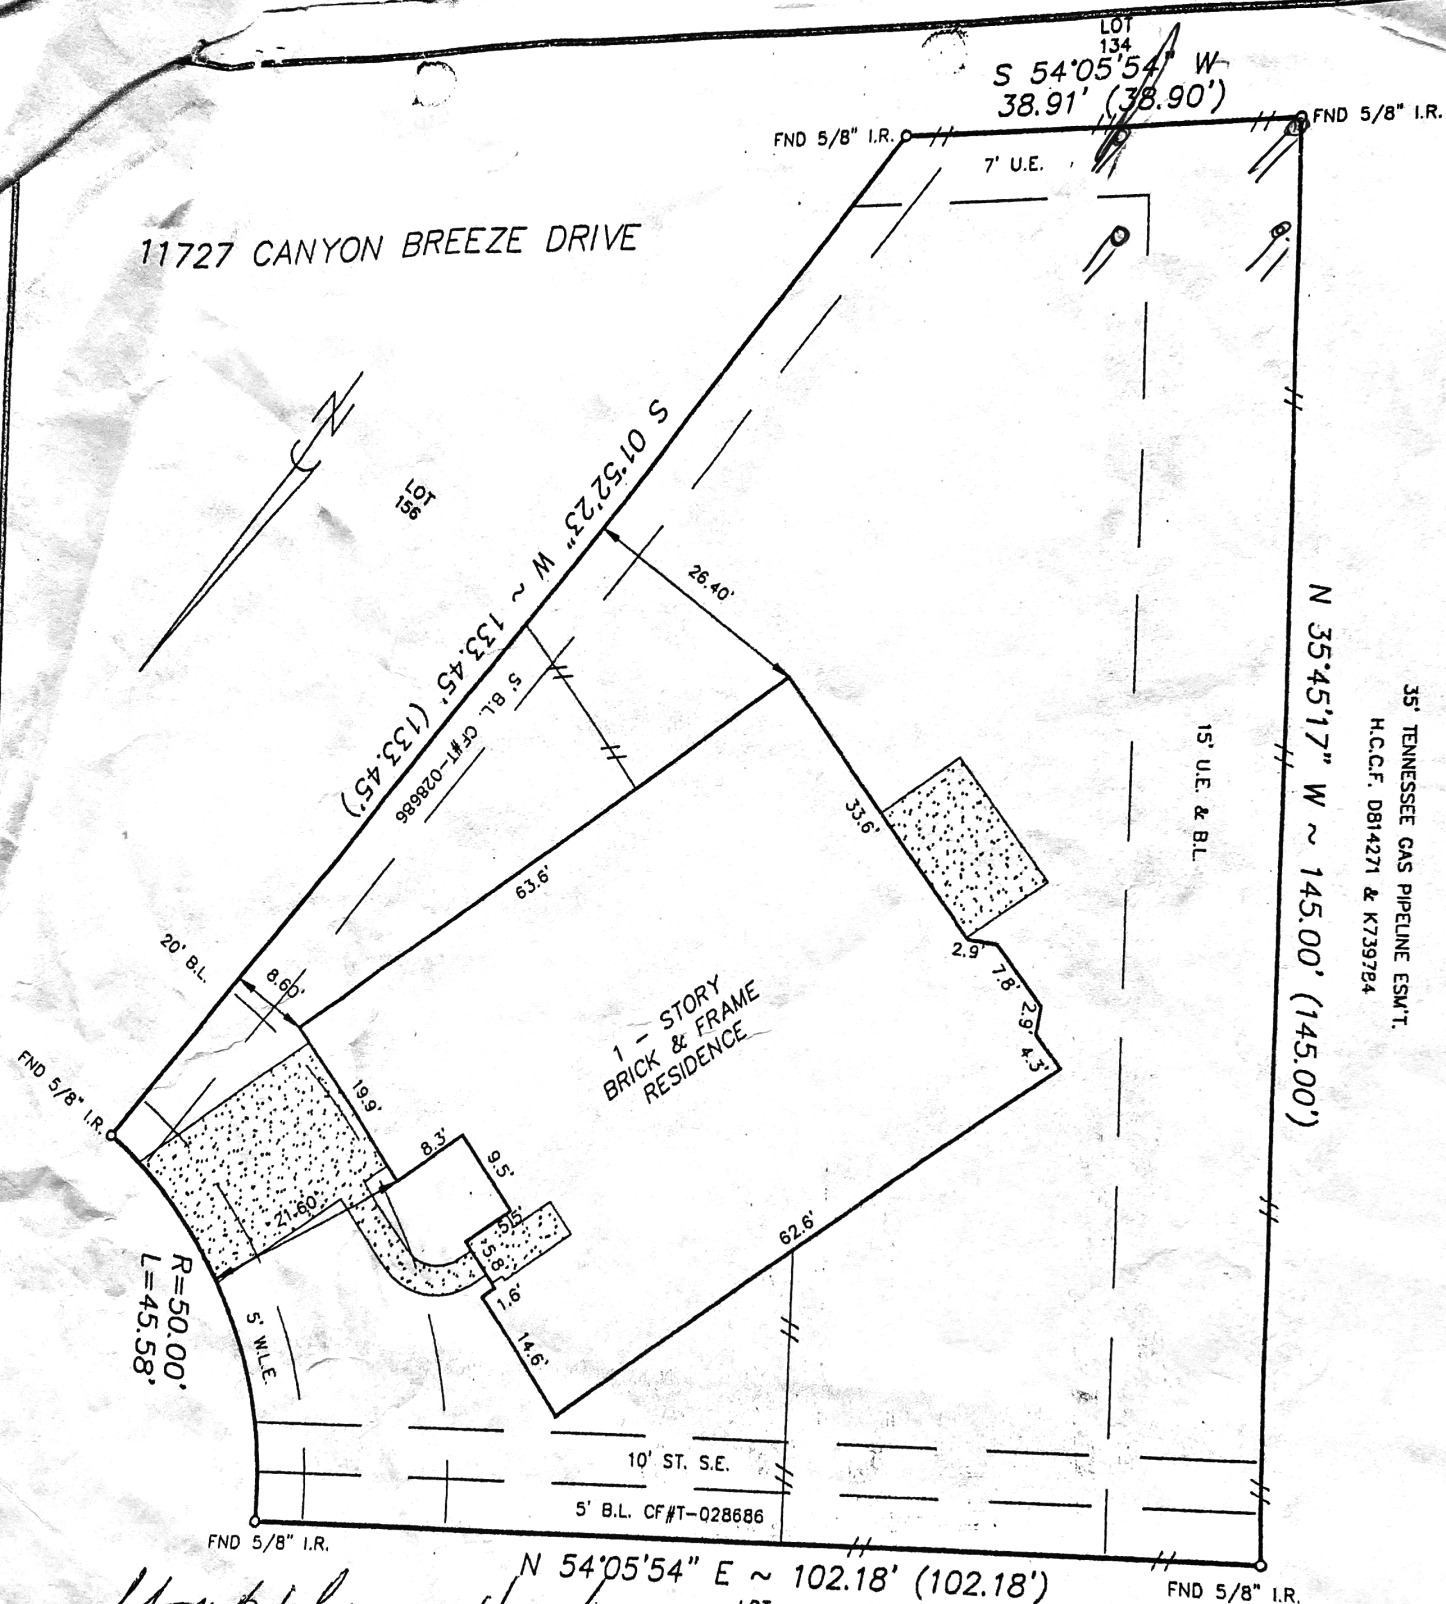 LOT
134
S 54°05'54" W
38.91' (38.90')
FND 5/8" I.R.
FND 5/8" I.R.
7' U.E.
11727 CANYON BREEZE DRIVE
N
LOT
156
S 01°52'23" W ~ 133.45' (133.45')
26.40'
5' B.L. CF#T-028686
63.6'
33.6'
15' U.E. & B.L.
N 35°45'17" W ~ 145.00' (145.00')
35' TENNESSEE GAS PIPELINE ESM'T.
H.C.C.F. D814271 & K739784
20' B.L.
8.60'
2.9'
7.8'
2.9'
4.3'
1 - STORY
BRICK & FRAME
RESIDENCE
FND 5/8" I.R.
19.9'
8.3'
9.5'
21.60'
5.5'
5.8'
1.6'
14.6'
62.6'
R=50.00'
L=45.58'
5' W.L.E.
10' ST. S.E.
5' B.L. CF#T-028686
FND 5/8" I.R.
N 54°05'54" E ~ 102.18' (102.18')
FND 5/8" I.R.
LOT